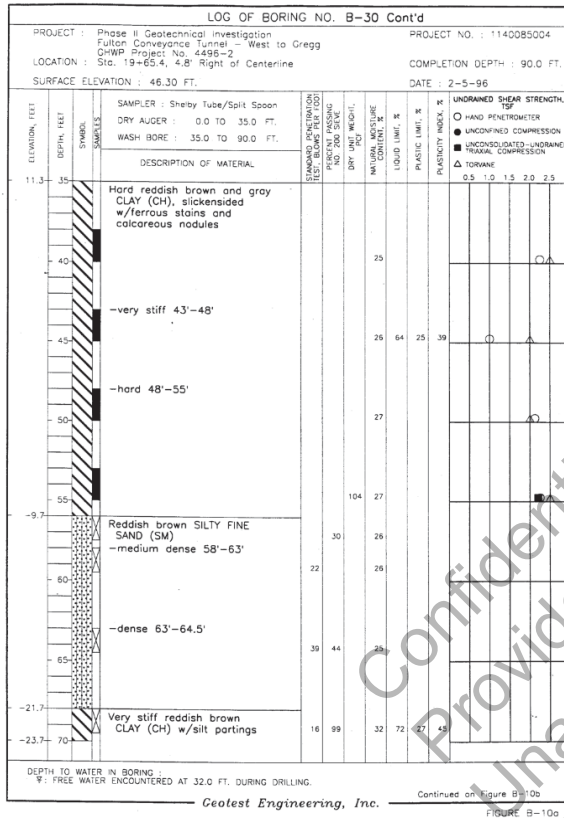 LOG OF BORING NO. B-30 Cont'd
PROJECT : Phase II Geotechnical Investigation
Fulton Conveyance Tunnel - West to Gregg
GHWP Project No. 4496-2
LOCATION : Sta. 19+65.4, 4.8' Right of Centerline
SURFACE ELEVATION : 46.30 FT.
PROJECT NO. : 1140085004
COMPLETION DEPTH : 90.0 FT.
DATE : 2-5-96
ELEVATION, FEET
DEPTH, FEET
SYMBOL
SAMPLES
SAMPLER : Shelby Tube/Split Spoon
DRY AUGER : 0.0 TO 35.0 FT.
WASH BORE : 35.0 TO 90.0 FT.
DESCRIPTION OF MATERIAL
STANDARD PENETRATION
TEST, BLOWS PER FOOT
PERCENT PASSING
NO. 200 SIEVE
DRY UNIT WEIGHT,
PCF
NATURAL MOISTURE
CONTENT, %
LIQUID LIMIT, %
PLASTIC LIMIT, %
PLASTICITY INDEX, %
UNDRAINED SHEAR STRENGTH,
TSF
HAND PENETROMETER
UNCONFINED COMPRESSION
UNCONSOLIDATED-UNDRAINED
TRIAXIAL COMPRESSION
TORVANE
0.5 1.0 1.5 2.0 2.5
11.3 35
Hard reddish brown and gray
CLAY (CH), slickensided
w/ferrous stains and
calcareous nodules
40 25
-very stiff 43'-48'
45 26 64 25 39
-hard 48'-55'
50 27
55 104 27
-9.7
Reddish brown SILTY FINE
SAND (SM)
30 26
-medium dense 58'-63'
60 22 26
-dense 63'-64.5'
65 39 44 25
-21.7
Very stiff reddish brown
CLAY (CH) w/silt partings
16 99 32 72 27 45
-23.7 70
DEPTH TO WATER IN BORING :
: FREE WATER ENCOUNTERED AT 32.0 FT. DURING DRILLING.
Continued on Figure B-10b
Geotest Engineering, Inc.
FIGURE B-10a
Confidenti
Provide
Una